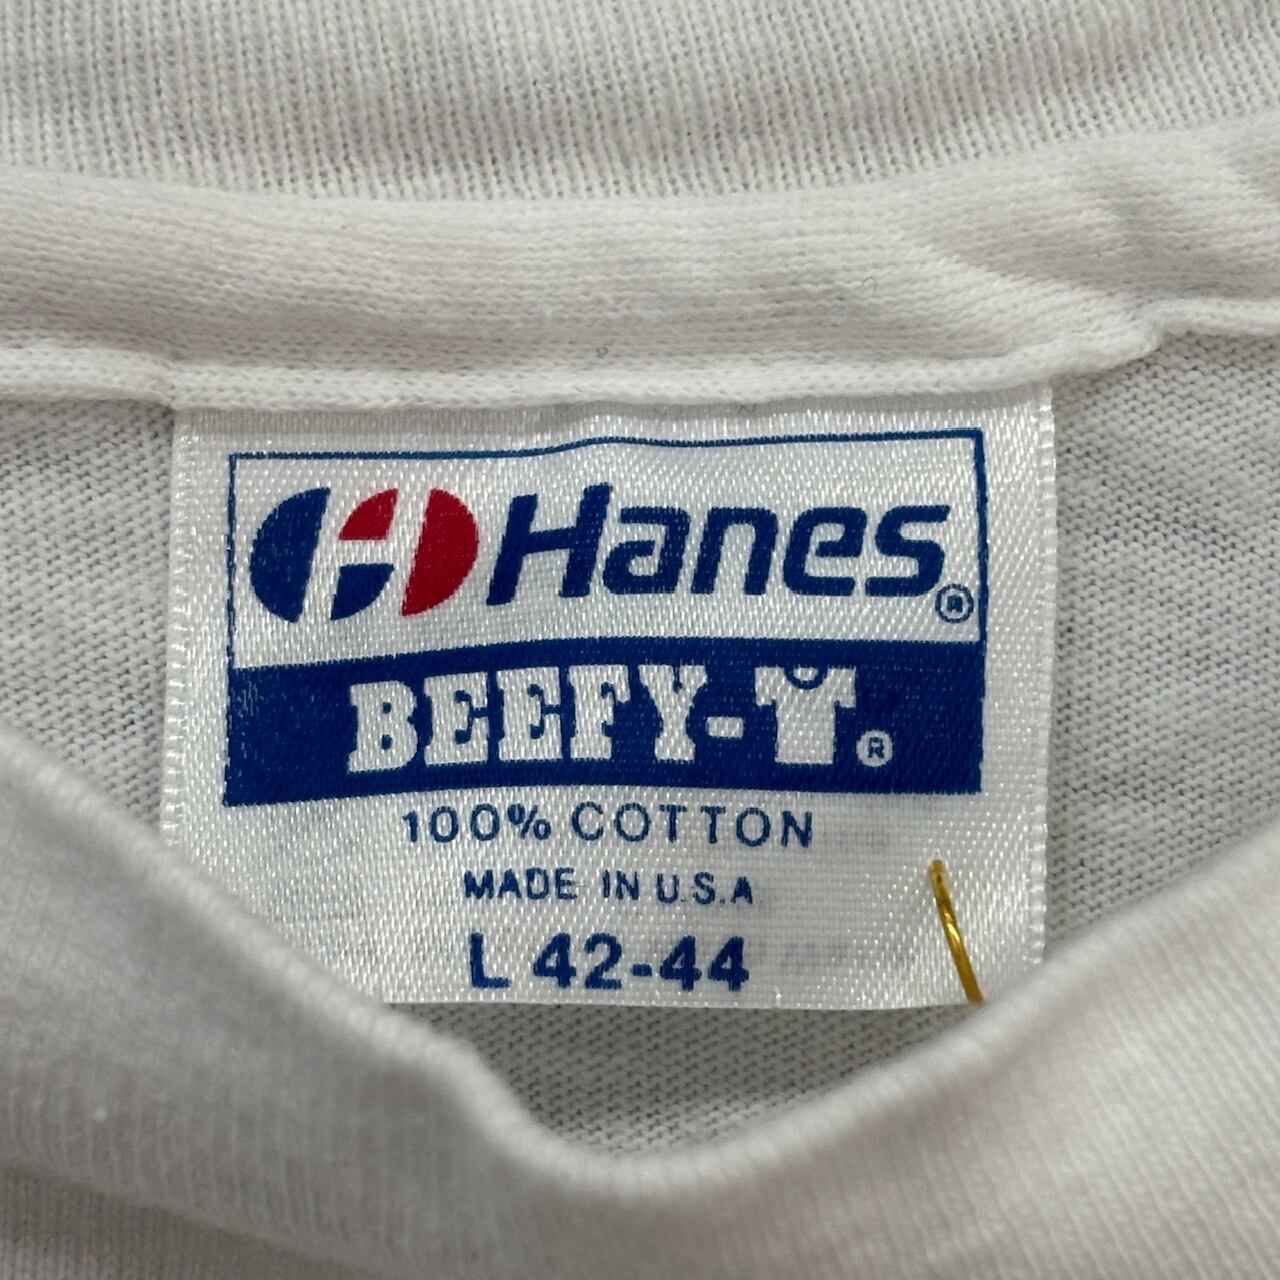 Hanes®
BEEFY-T®
100% COTTON
MADE IN U.S.A
L 42-44